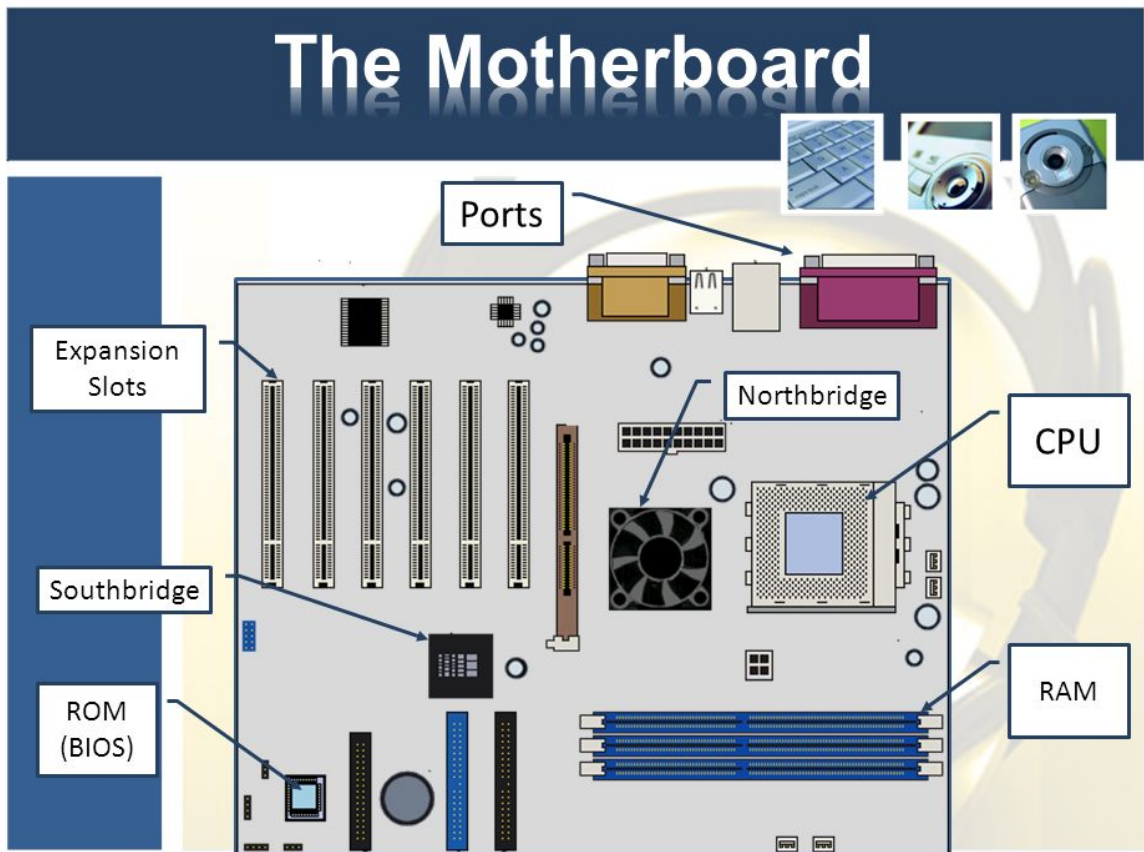 The Motherboard
Ports
Expansion
Slots
Northbridge
CPU
Southbridge
RAM
ROM
(BIOS)